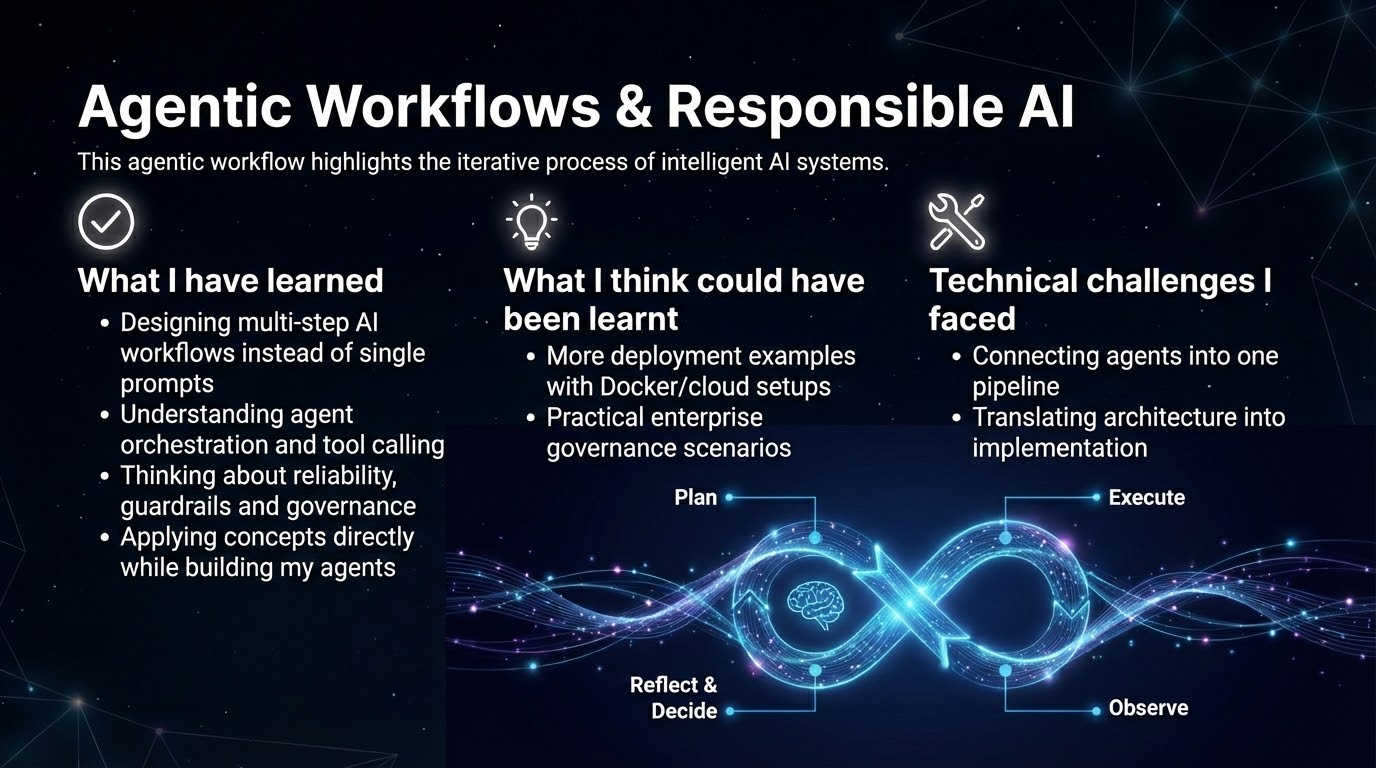 Agentic Workflows & Responsible AI
This agentic workflow highlights the iterative process of intelligent AI systems.
What I have learned
• Designing multi-step AI
workflows instead of single
prompts
• Understanding agent
orchestration and tool calling
• Thinking about reliability,
guardrails and governance
• Applying concepts directly
while building my agents
What I think could have
been learnt
• More deployment examples
with Docker/cloud setups
• Practical enterprise
governance scenarios
Technical challenges I
faced
• Connecting agents into one
pipeline
• Translating architecture into
implementation
Plan
Execute
Reflect &
Decide
Observe